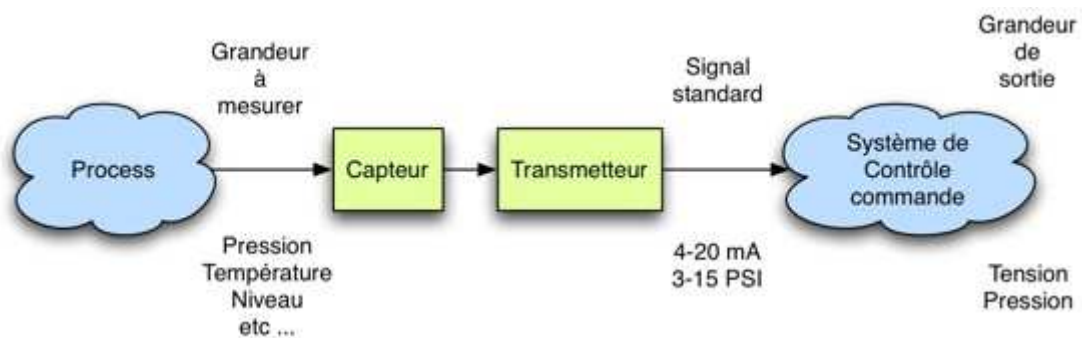 Grandeur
à
mesurer
Signal
standard
Grandeur
de
sortie
Process
Capteur
Transmetteur
Système de
Contrôle
commande
Pression
Température
Niveau
etc ...
4-20 mA
3-15 PSI
Tension
Pression